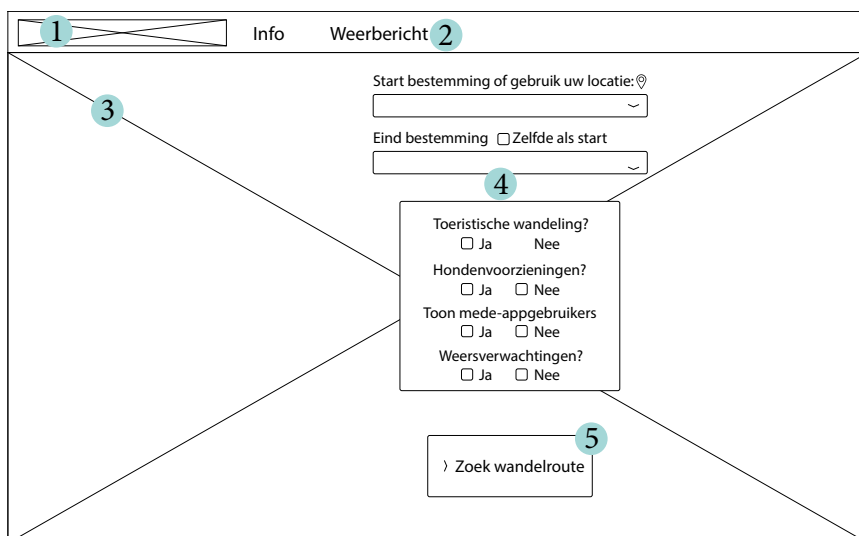 1 Info Weerbericht 2
3
Start bestemming of gebruik uw locatie:
Eind bestemming Zelfde als start
4
Toeristische wandeling?
Ja Nee
Hondenvoorzieningen?
Ja Nee
Toon mede-appgebruikers
Ja Nee
Weersverwachtingen?
Ja Nee
5
Zoek wandelroute